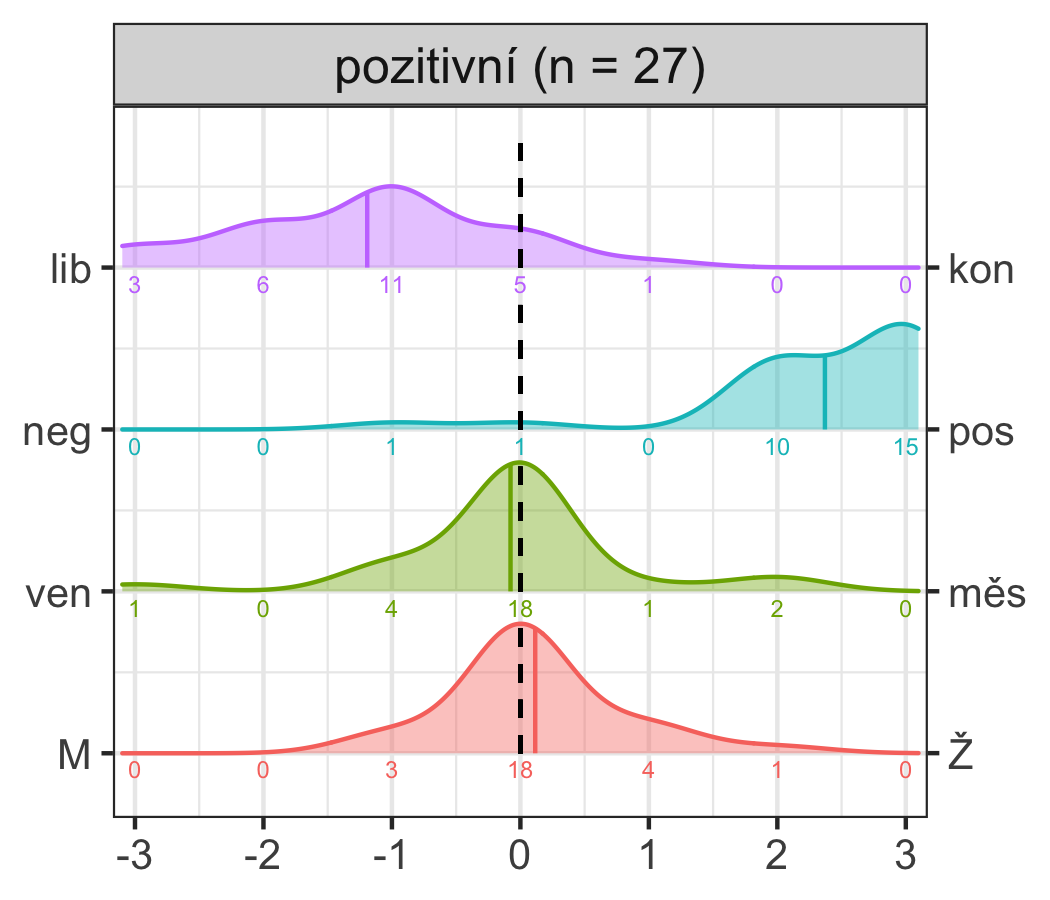 pozitivní (n = 27)
lib kon
3 6 11 5 1 0 0
neg pos
0 0 1 1 0 10 15
ven měs
1 0 4 18 1 2 0
M Ž
0 0 3 18 4 1 0
-3 -2 -1 0 1 2 3